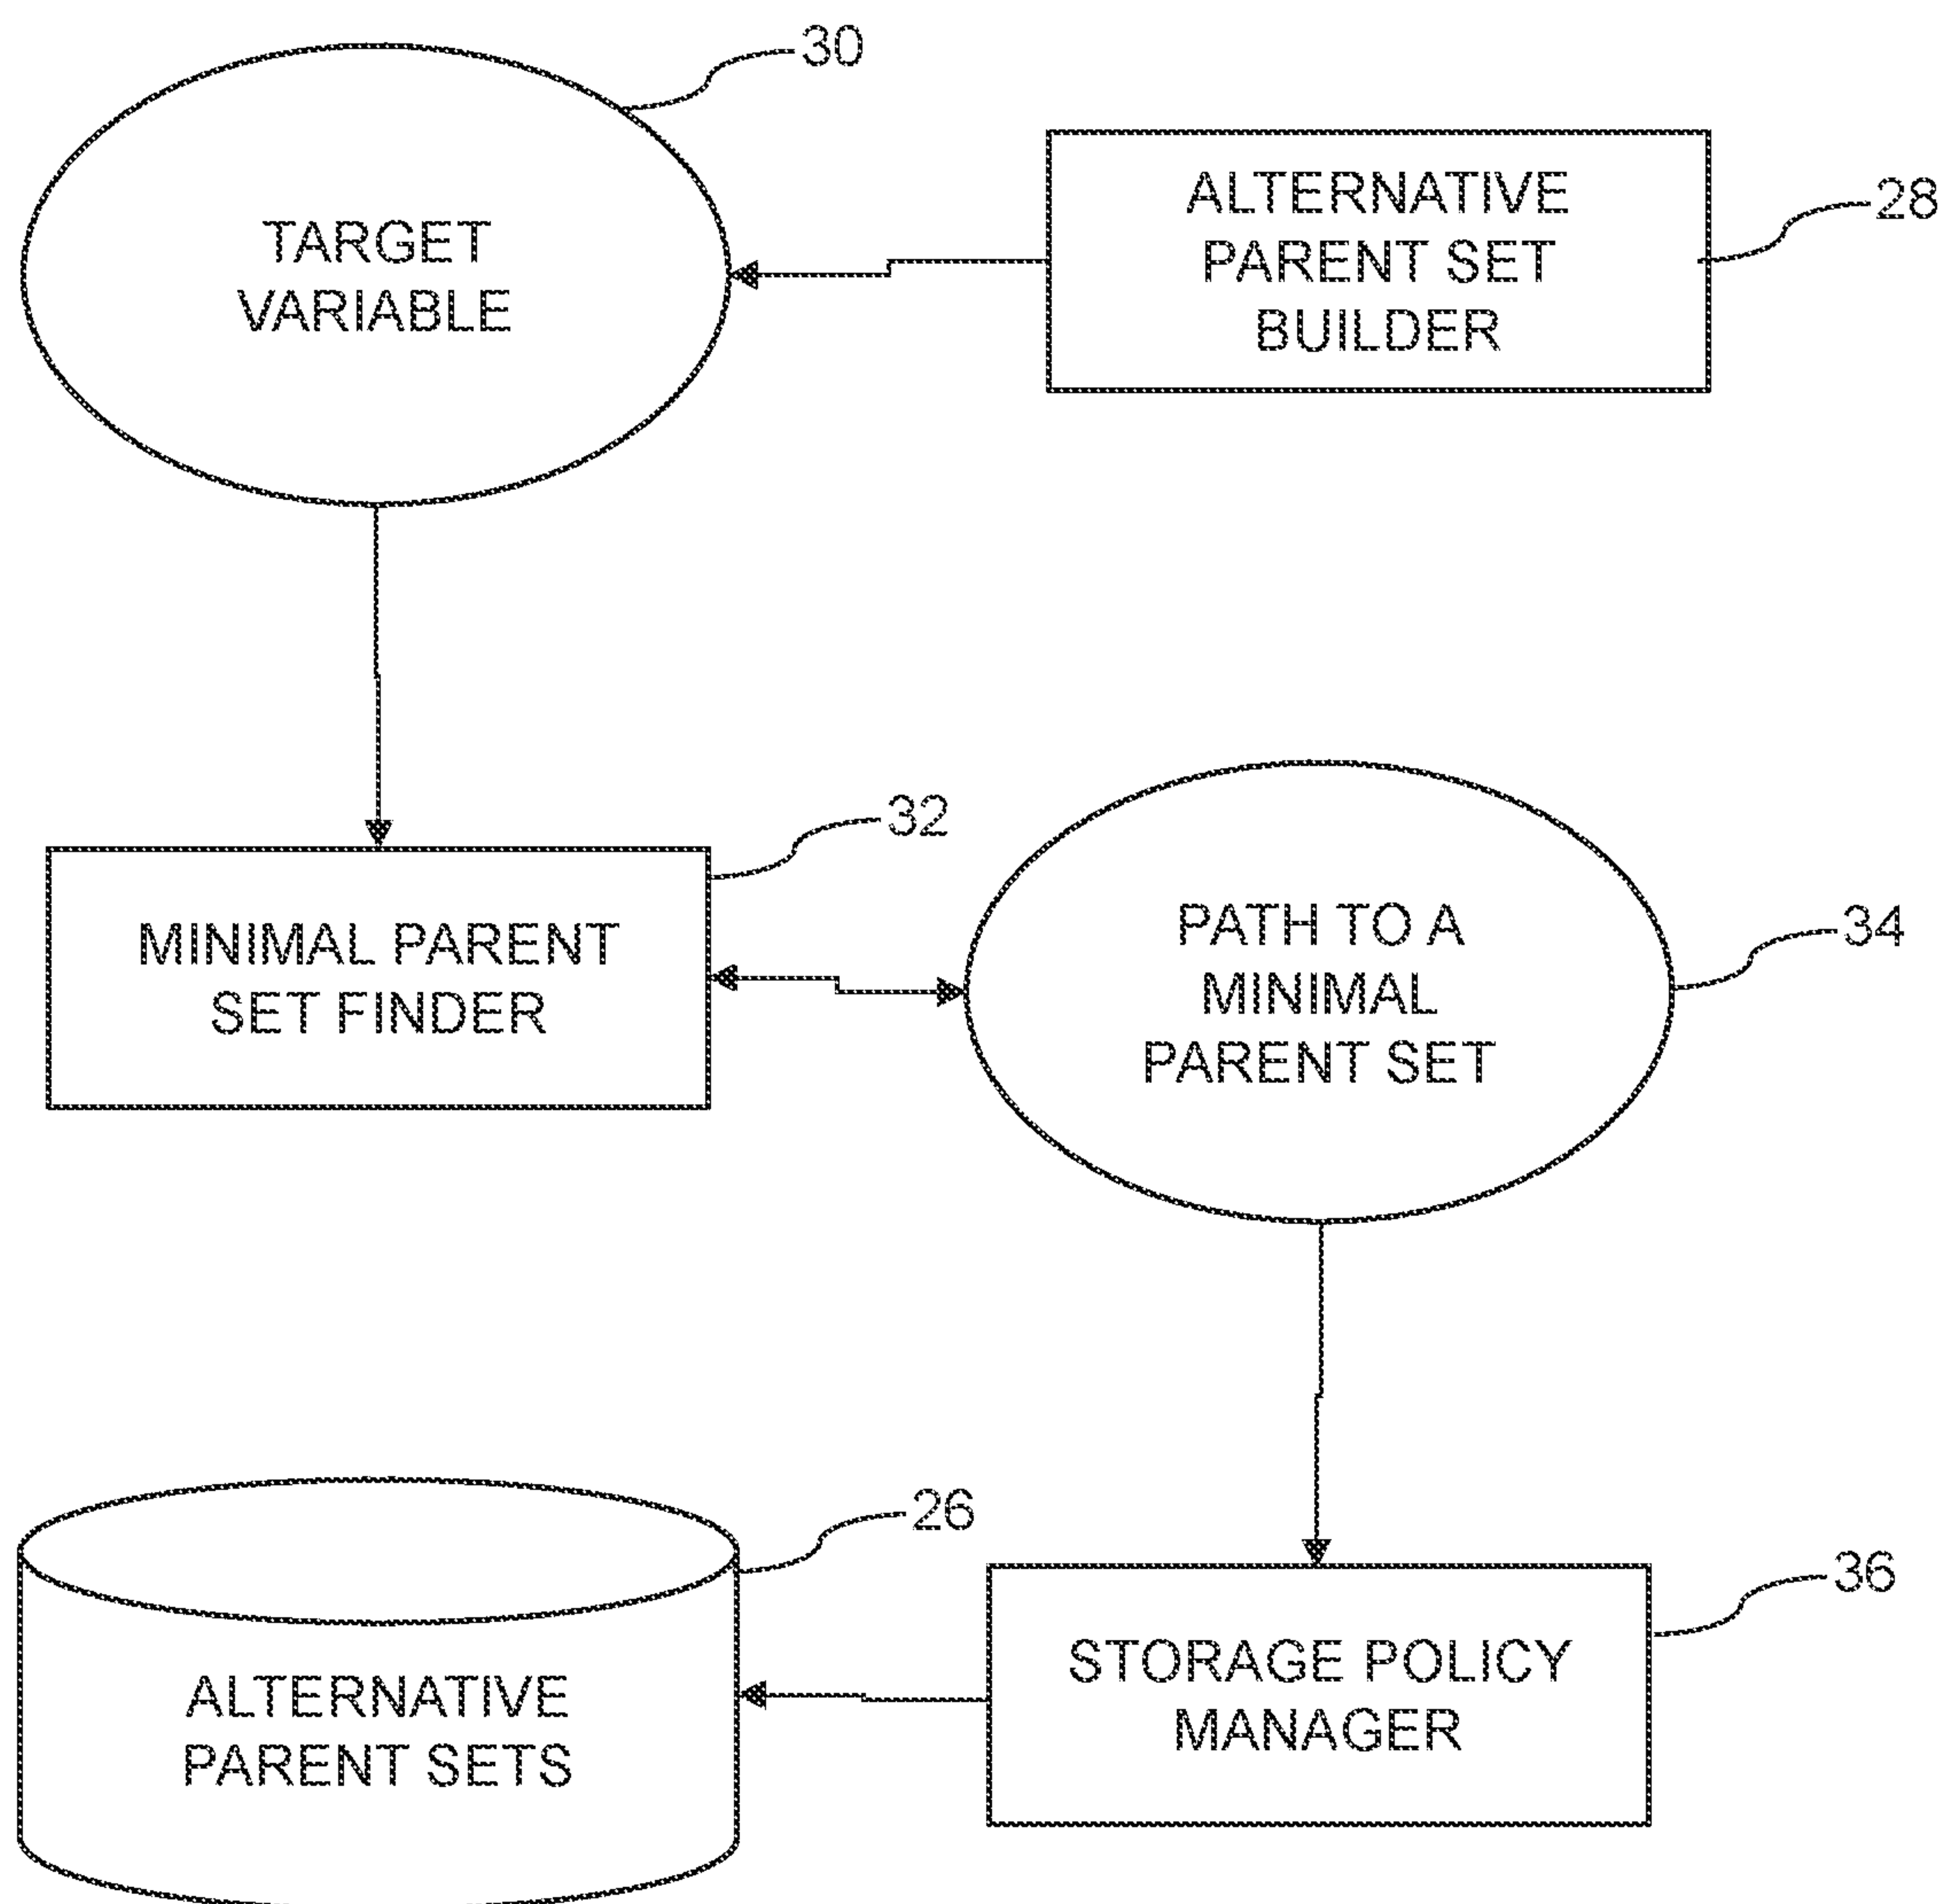 30
TARGET
VARIABLE
ALTERNATIVE
PARENT SET
BUILDER
28
32
MINIMAL PARENT
SET FINDER
PATH TO A
MINIMAL
PARENT SET
34
26
ALTERNATIVE
PARENT SETS
STORAGE POLICY
MANAGER
36